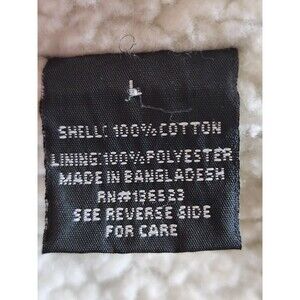 L
SHELL: 100% COTTON
LINING: 100% POLYESTER
MADE IN BANGLADESH
RN#136523
SEE REVERSE SIDE
FOR CARE